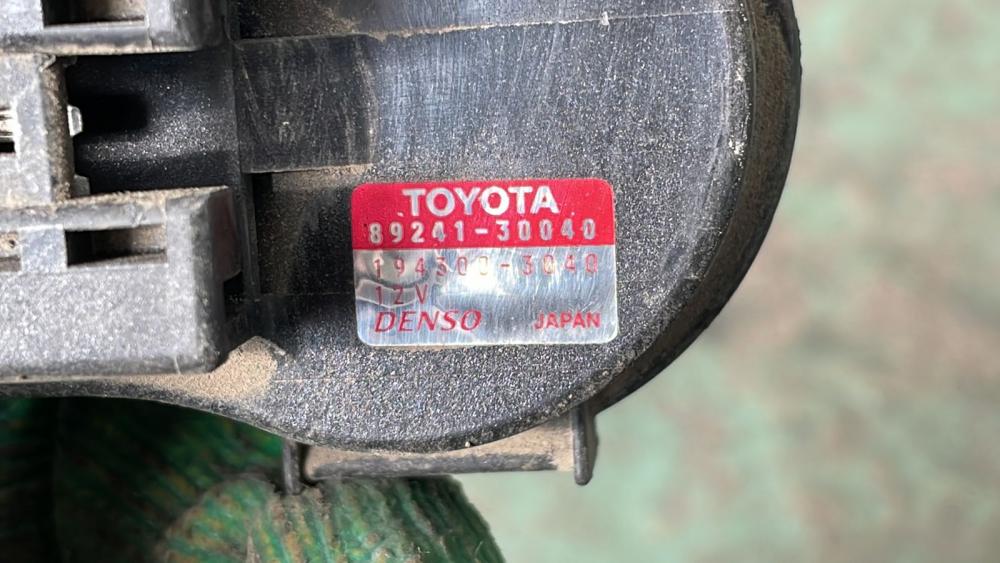 TOYOTA
89241-30040
194300-3040
12V
DENSO JAPAN